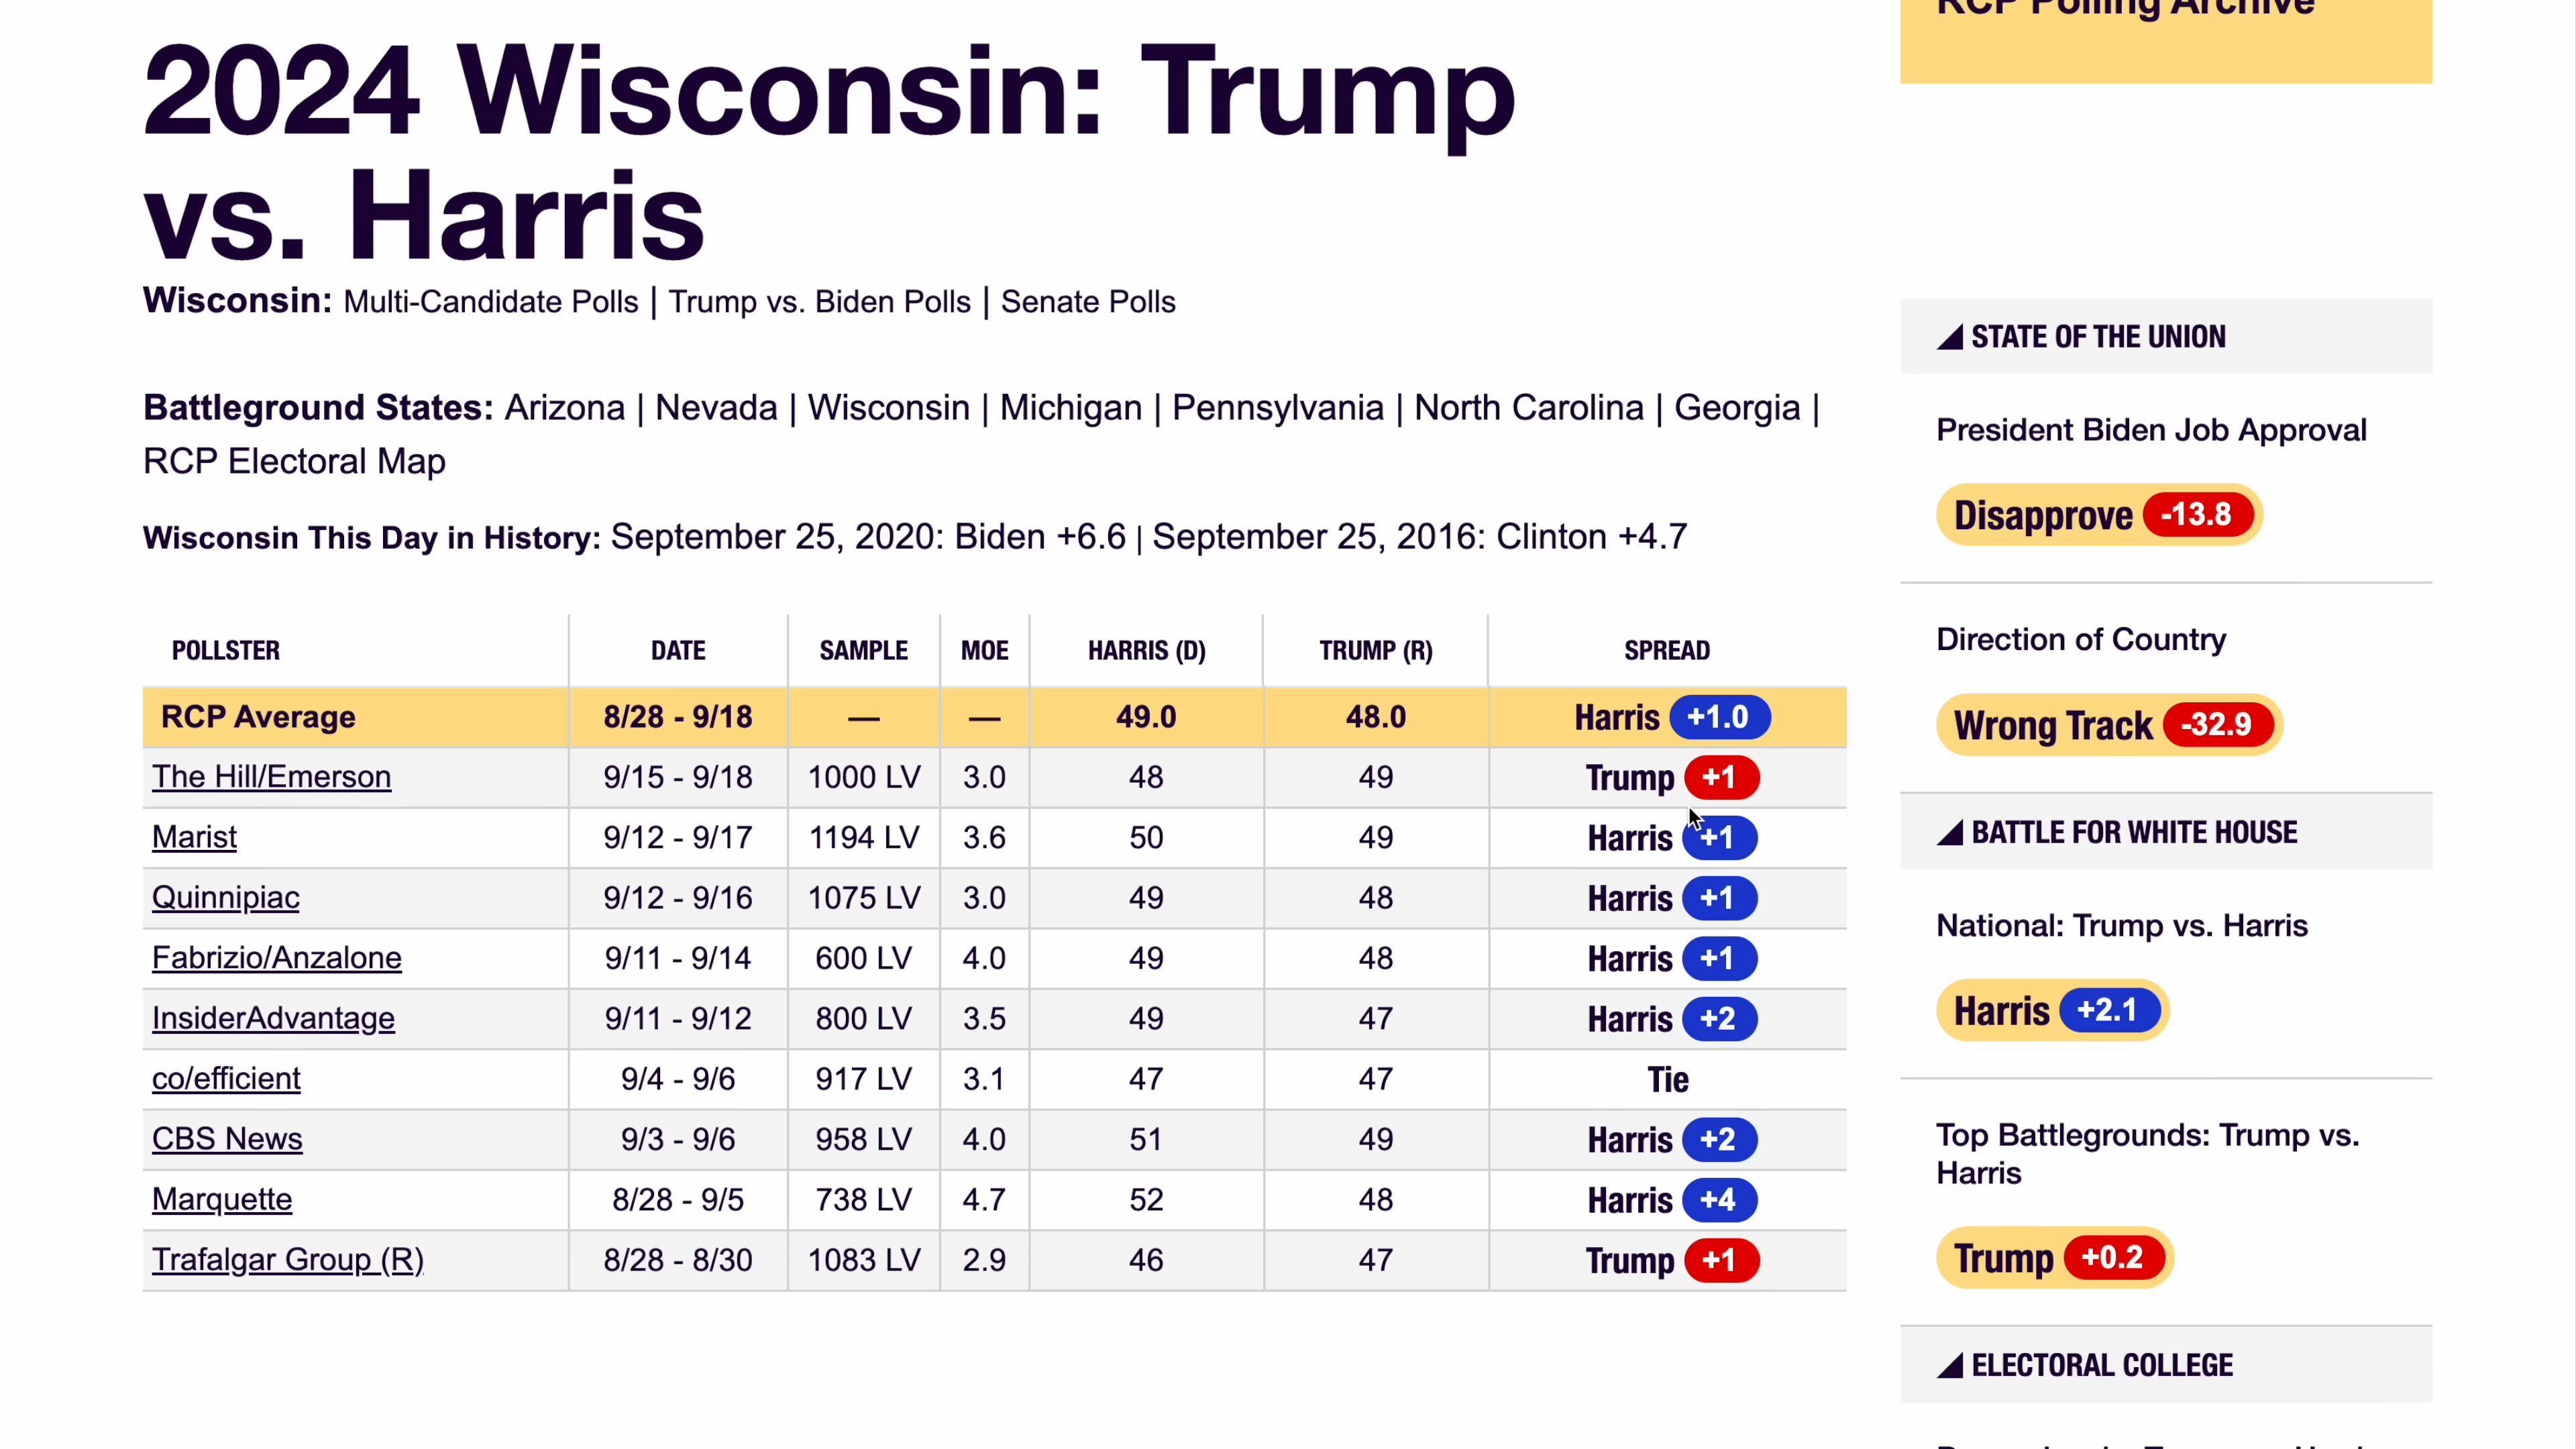 RCP Polling Archive
2024 Wisconsin: Trump
vs. Harris
Wisconsin: Multi-Candidate Polls | Trump vs. Biden Polls | Senate Polls
Battleground States: Arizona | Nevada | Wisconsin | Michigan | Pennsylvania | North Carolina | Georgia |
RCP Electoral Map
Wisconsin This Day in History: September 25, 2020: Biden +6.6 | September 25, 2016: Clinton +4.7
POLLSTER DATE SAMPLE MOE HARRIS (D) TRUMP (R) SPREAD
RCP Average 8/28 - 9/18 — — 49.0 48.0 Harris +1.0
The Hill/Emerson 9/15 - 9/18 1000 LV 3.0 48 49 Trump +1
Marist 9/12 - 9/17 1194 LV 3.6 50 49 Harris +1
Quinnipiac 9/12 - 9/16 1075 LV 3.0 49 48 Harris +1
Fabrizio/Anzalone 9/11 - 9/14 600 LV 4.0 49 48 Harris +1
InsiderAdvantage 9/11 - 9/12 800 LV 3.5 49 47 Harris +2
co/efficient 9/4 - 9/6 917 LV 3.1 47 47 Tie
CBS News 9/3 - 9/6 958 LV 4.0 51 49 Harris +2
Marquette 8/28 - 9/5 738 LV 4.7 52 48 Harris +4
Trafalgar Group (R) 8/28 - 8/30 1083 LV 2.9 46 47 Trump +1
STATE OF THE UNION
President Biden Job Approval
Disapprove -13.8
Direction of Country
Wrong Track -32.9
BATTLE FOR WHITE HOUSE
National: Trump vs. Harris
Harris +2.1
Top Battlegrounds: Trump vs.
Harris
Trump +0.2
ELECTORAL COLLEGE